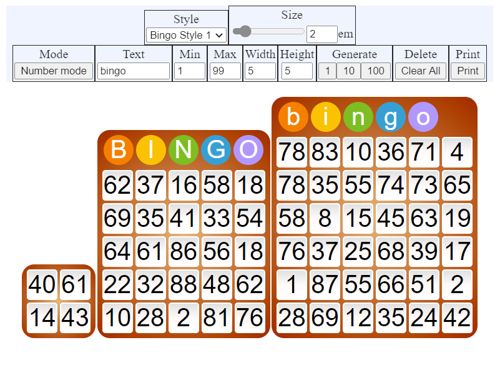 Style Size
Bingo Style 1 2 em
Mode Text Min Max Width Height Generate Delete Print
Number mode bingo 1 99 5 5 1 10 100 Clear All Print
40 61
14 43
B I N G O
62 37 16 58 18
69 35 41 33 54
64 61 86 56 18
22 32 88 48 62
10 28 2 81 76
b i n g o
78 83 10 36 71 4
78 35 55 74 73 65
58 8 15 45 63 19
76 37 25 68 39 17
1 87 55 66 51 2
28 69 12 35 24 42